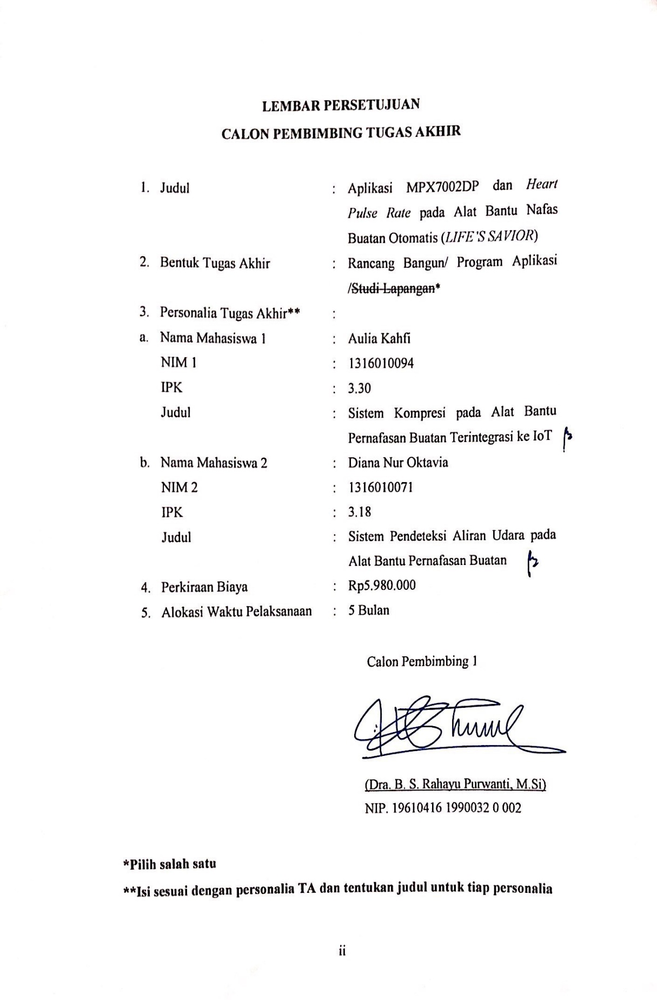 LEMBAR PERSETUJUAN
CALON PEMBIMBING TUGAS AKHIR
1. Judul : Aplikasi MPX7002DP dan Heart
Pulse Rate pada Alat Bantu Nafas
Buatan Otomatis (LIFE'S SAVIOR)
2. Bentuk Tugas Akhir : Rancang Bangun/ Program Aplikasi
/Studi Lapangan*
3. Personalia Tugas Akhir** :
a. Nama Mahasiswa 1 : Aulia Kahfi
NIM 1 : 1316010094
IPK : 3.30
Judul : Sistem Kompresi pada Alat Bantu
Pernafasan Buatan Terintegrasi ke IoT
b. Nama Mahasiswa 2 : Diana Nur Oktavia
NIM 2 : 1316010071
IPK : 3.18
Judul : Sistem Pendeteksi Aliran Udara pada
Alat Bantu Pernafasan Buatan
4. Perkiraan Biaya : Rp5.980.000
5. Alokasi Waktu Pelaksanaan : 5 Bulan
Calon Pembimbing 1
(Dra. B. S. Rahayu Purwanti, M.Si)
NIP. 19610416 1990032 0 002
*Pilih salah satu
**Isi sesuai dengan personalia TA dan tentukan judul untuk tiap personalia
ii